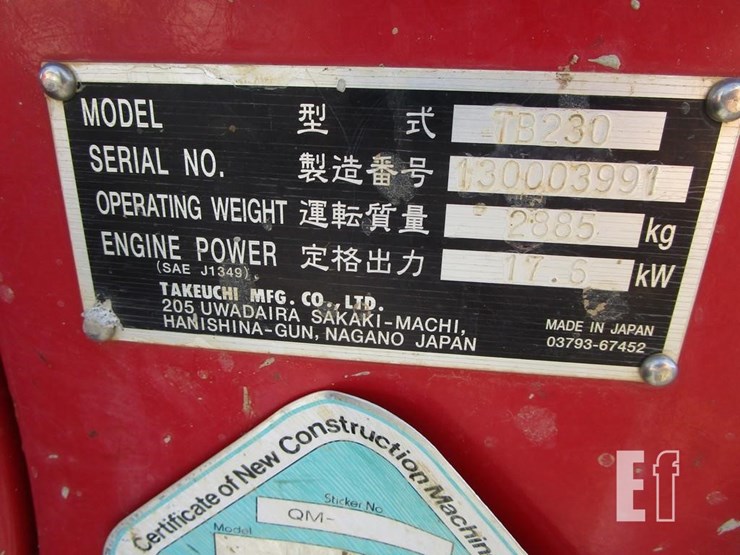 MODEL 型 式 TB230
SERIAL NO. 製造番号 130003991
OPERATING WEIGHT 運転質量 2885 kg
ENGINE POWER 定格出力 17.6 kW
(SAE J1349)
TAKEUCHI MFG. CO., LTD.
205 UWADAIRA SAKAKI-MACHI,
HANISHINA-GUN, NAGANO JAPAN
MADE IN JAPAN
03793-67452
Certificate of New Construction Machin
Sticker No.
QM-
Model
Ef